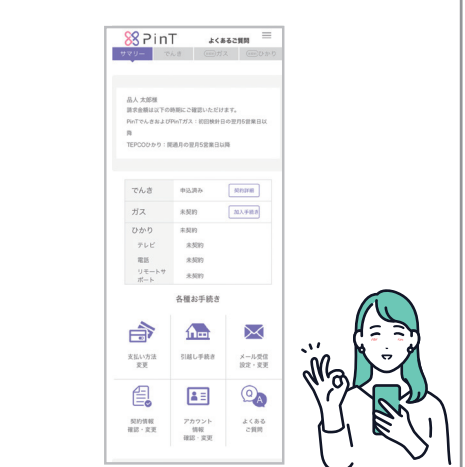 PinT
よくあるご質問
サマリー でんき ガス ひかり
品人 太郎様
請求金額は以下の時期にご確認いただけます。
PinTでんきおよびPinTガス：初回検針日の翌月5営業日以
降
TEPCOひかり：開通月の翌月5営業日以降
でんき 申込済み 契約詳細
ガス 未契約 加入手続き
ひかり 未契約
テレビ 未契約
電話 未契約
リモートサ
ポート 未契約
各種お手続き
支払い方法
変更
引越し手続き
メール受信
設定・変更
契約情報
確認・変更
アカウント
情報
確認・変更
Q A
よくある
ご質問